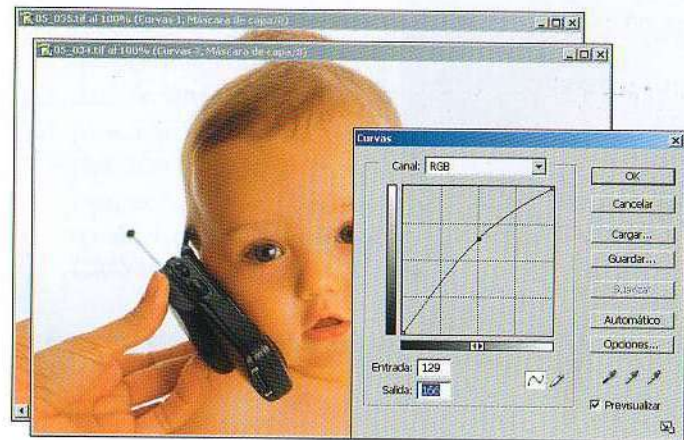 05_035.tif al 100% (Curvas 1, Máscara de capa/8)
05_034.tif al 100% (Curvas 1, Máscara de capa/8)
Curvas
Canal: RGB
OK
Cancelar
Cargar...
Guardar...
Suavizar
Automático
Opciones...
Entrada: 129
Salida: 166
Previsualizar